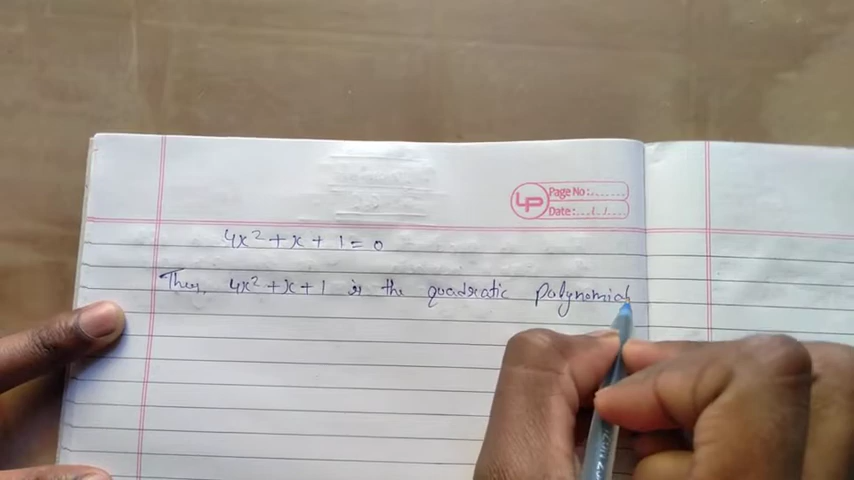 LP
Page No:......
Date: ../../
4x² + x + 1 = 0
Thus, 4x² + x + 1 is the quadratic polynomial